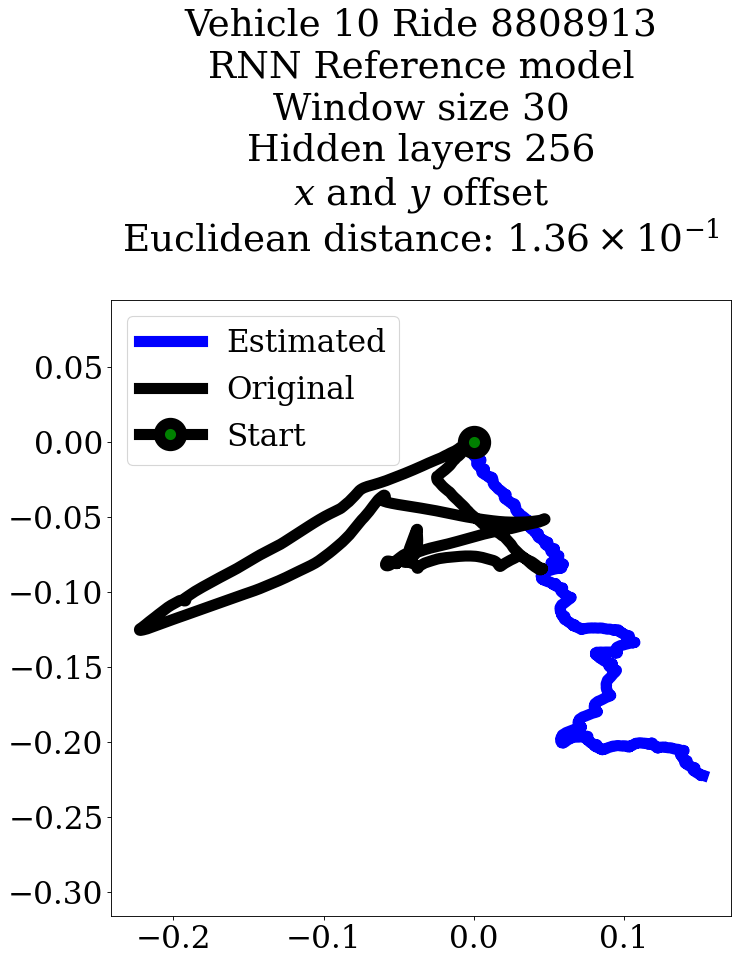 Vehicle 10 Ride 8808913
RNN Reference model
Window size 30
Hidden layers 256
x and y offset
Euclidean distance: 1.36 × 10⁻¹
Estimated
Original
Start
0.05
0.00
−0.05
−0.10
−0.15
−0.20
−0.25
−0.30
−0.2
−0.1
0.0
0.1